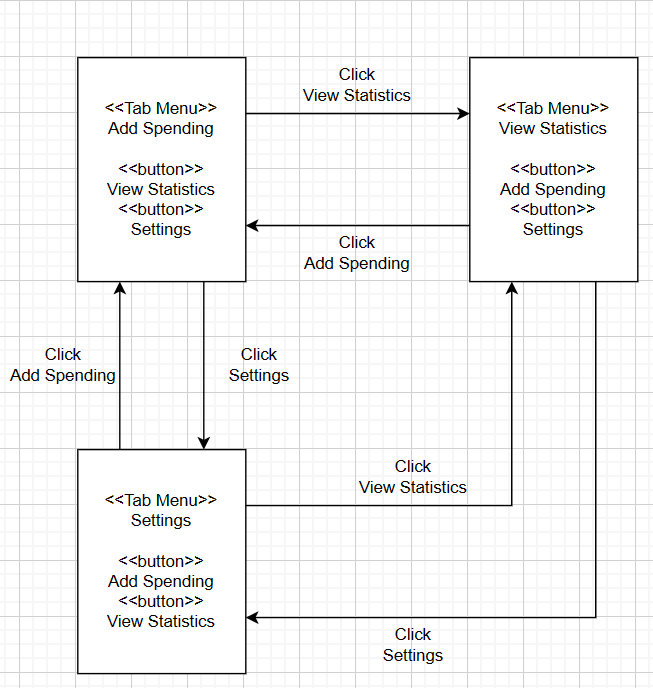 <<Tab Menu>>
Add Spending
<<button>>
View Statistics
<<button>>
Settings
Click
View Statistics
<<Tab Menu>>
View Statistics
<<button>>
Add Spending
<<button>>
Settings
Click
Add Spending
Click
Add Spending
Click
Settings
<<Tab Menu>>
Settings
<<button>>
Add Spending
<<button>>
View Statistics
Click
View Statistics
Click
Settings